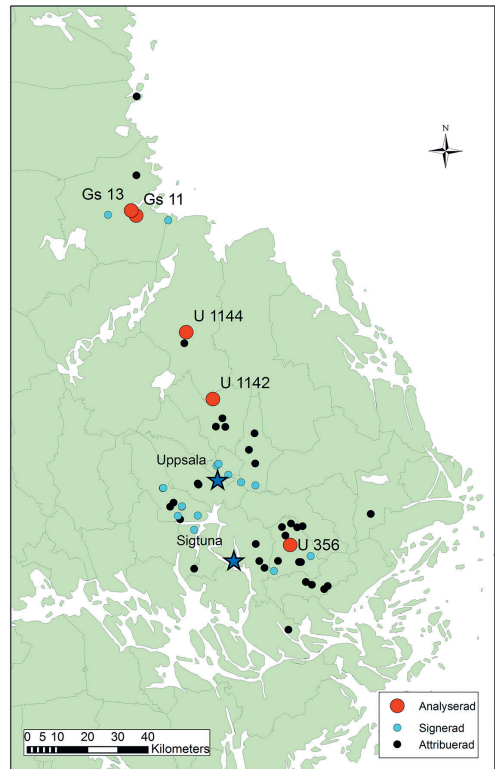 N
Gs 13
Gs 11
U 1144
U 1142
Uppsala
Sigtuna
U 356
Analyserad
Signerad
Attribuerad
0 5 10 20 30 40
Kilometers